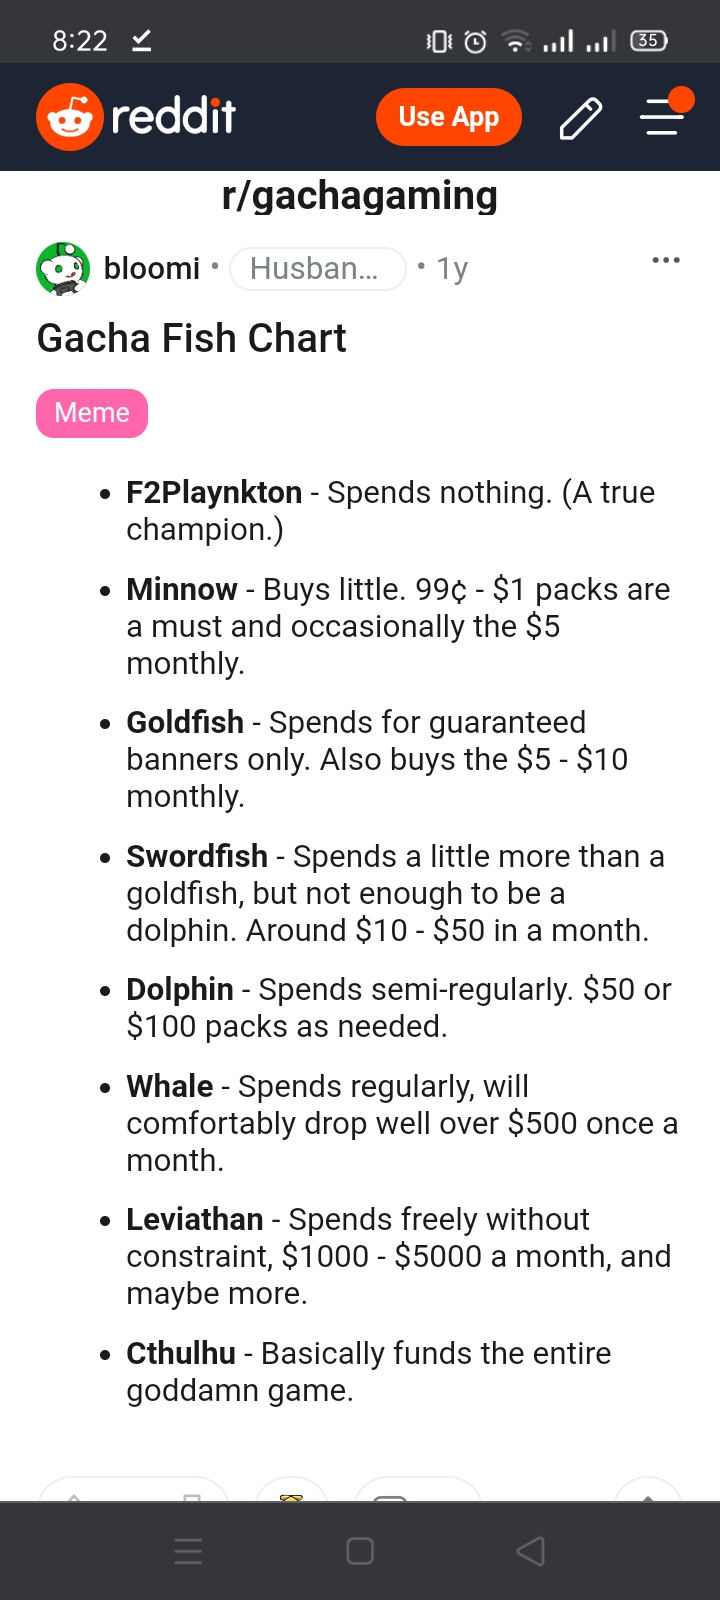 8:22
35
reddit
Use App
r/gachagaming
bloomi • Husban... • 1y
Gacha Fish Chart
Meme
• F2Playnkton - Spends nothing. (A true
champion.)
• Minnow - Buys little. 99¢ - $1 packs are
a must and occasionally the $5
monthly.
• Goldfish - Spends for guaranteed
banners only. Also buys the $5 - $10
monthly.
• Swordfish - Spends a little more than a
goldfish, but not enough to be a
dolphin. Around $10 - $50 in a month.
• Dolphin - Spends semi-regularly. $50 or
$100 packs as needed.
• Whale - Spends regularly, will
comfortably drop well over $500 once a
month.
• Leviathan - Spends freely without
constraint, $1000 - $5000 a month, and
maybe more.
• Cthulhu - Basically funds the entire
goddamn game.